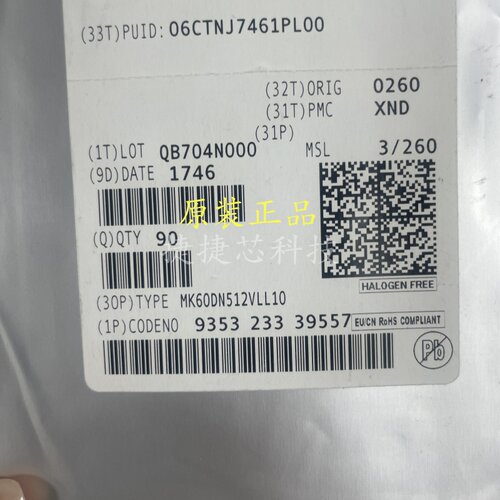 (33T)PUID: 06CTNJ7461PL00
(32T)ORIG 0260
(31T)PMC XND
(31P)
(1T)LOT QB704N000 MSL 3/260
(9D)DATE 1746
原装正品
(Q)QTY 90
捷捷芯科技
HALOGEN FREE
(30P)TYPE MK60DN512VLL10
(1P)CODENO 9353 233 39557
EU/CN RoHS COMPLIANT
Pb